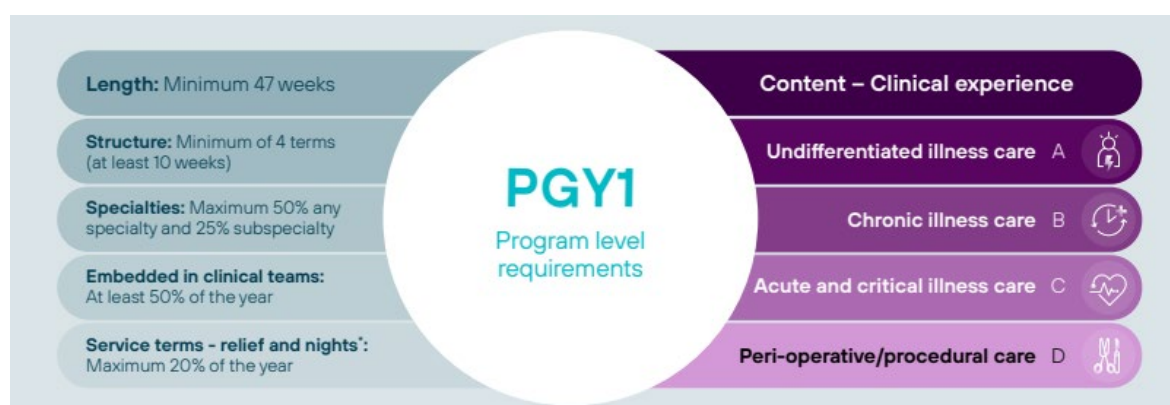 Length: Minimum 47 weeks
Structure: Minimum of 4 terms
(at least 10 weeks)
Specialties: Maximum 50% any
specialty and 25% subspecialty
Embedded in clinical teams:
At least 50% of the year
Service terms - relief and nights*:
Maximum 20% of the year
PGY1
Program level
requirements
Content – Clinical experience
Undifferentiated illness care A
Chronic illness care B
Acute and critical illness care C
Peri-operative/procedural care D